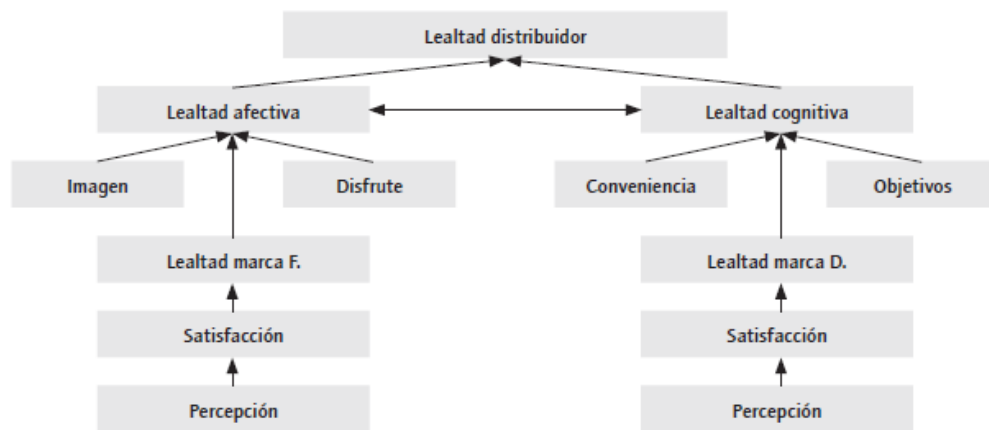 Lealtad distribuidor
Lealtad afectiva
Lealtad cognitiva
Imagen
Disfrute
Conveniencia
Objetivos
Lealtad marca F.
Lealtad marca D.
Satisfacción
Satisfacción
Percepción
Percepción